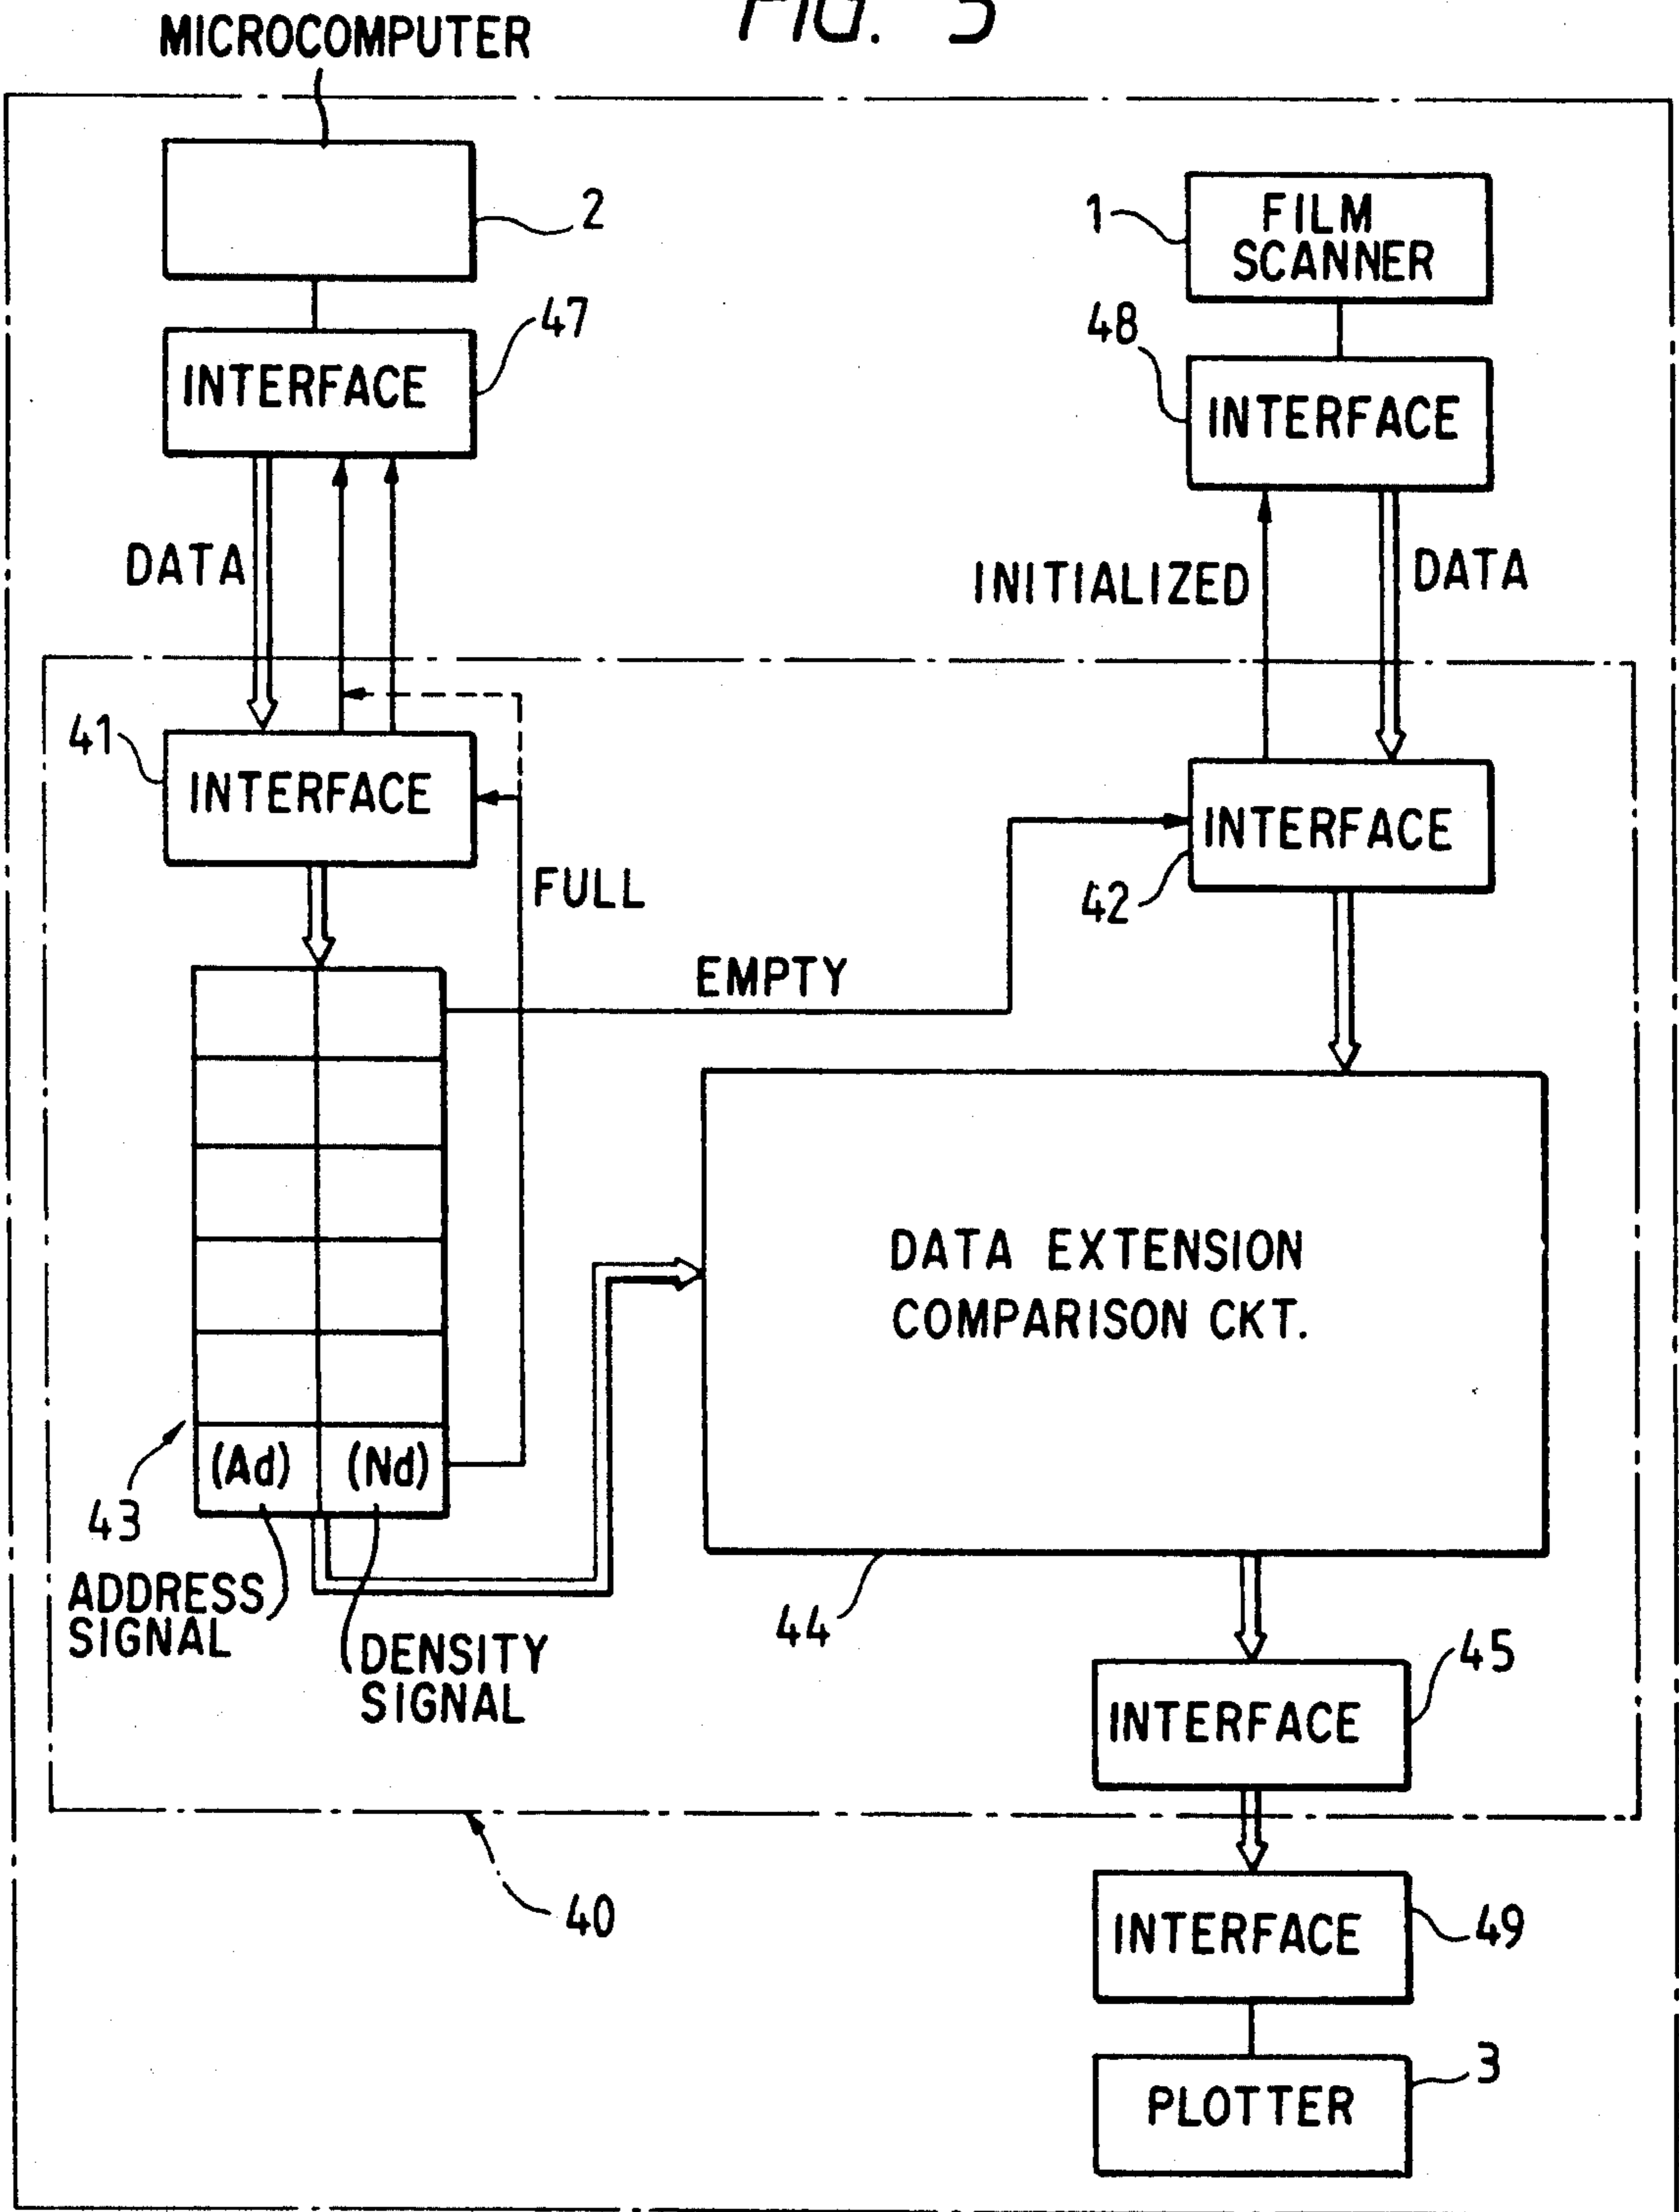 FIG. 5
MICROCOMPUTER
2
1
FILM
SCANNER
47
INTERFACE
48
INTERFACE
DATA
INITIALIZED
DATA
41
INTERFACE
INTERFACE
42
FULL
EMPTY
DATA EXTENSION
COMPARISON CKT.
(Ad)
(Nd)
43
ADDRESS
SIGNAL
DENSITY
SIGNAL
44
45
INTERFACE
40
INTERFACE
49
3
PLOTTER